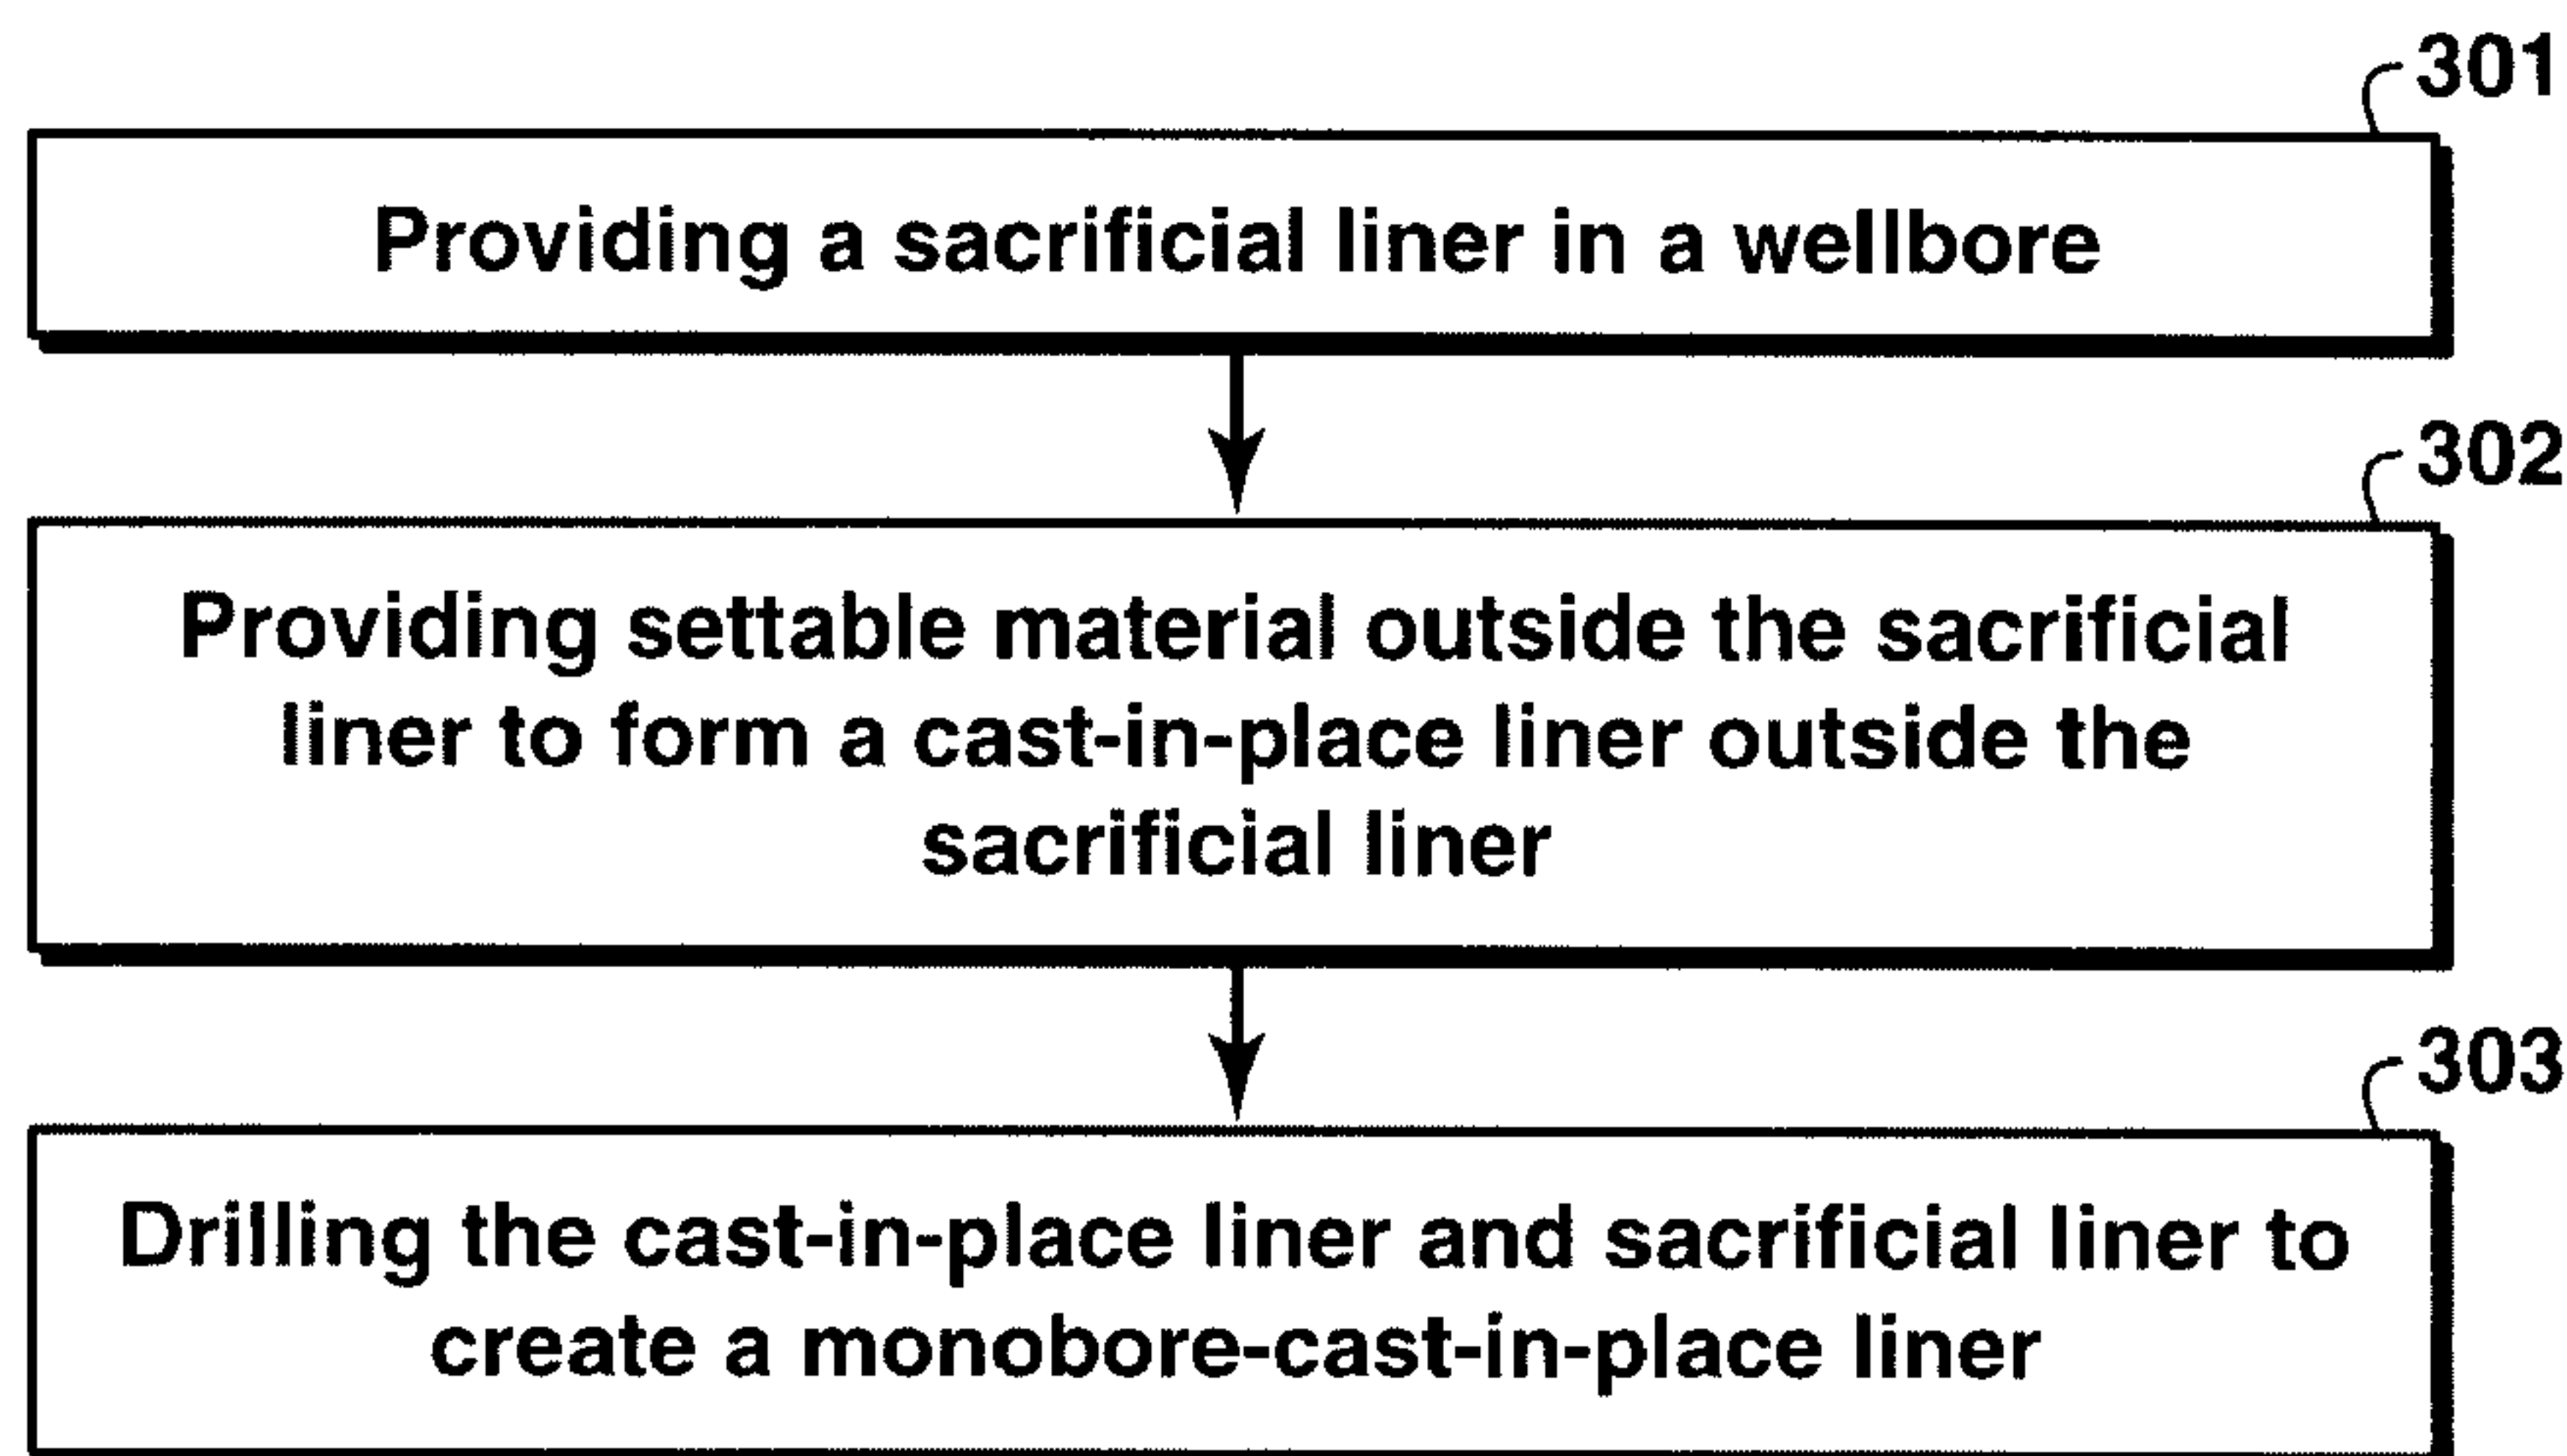 301
Providing a sacrificial liner in a wellbore
302
Providing settable material outside the sacrificial
liner to form a cast-in-place liner outside the
sacrificial liner
303
Drilling the cast-in-place liner and sacrificial liner to
create a monobore-cast-in-place liner